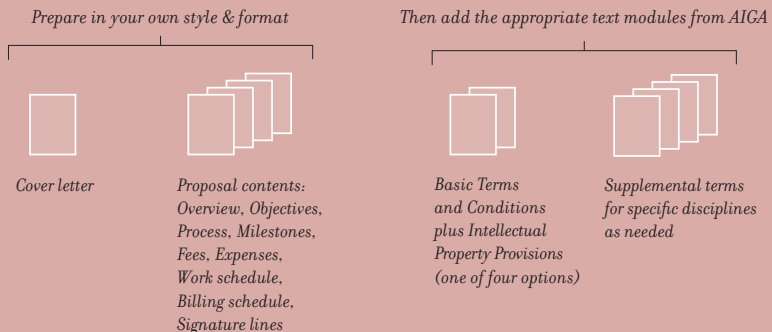 Prepare in your own style & format
Then add the appropriate text modules from AIGA
Cover letter
Proposal contents:
Overview, Objectives,
Process, Milestones,
Fees, Expenses,
Work schedule,
Billing schedule,
Signature lines
Basic Terms
and Conditions
plus Intellectual
Property Provisions
(one of four options)
Supplemental terms
for specific disciplines
as needed